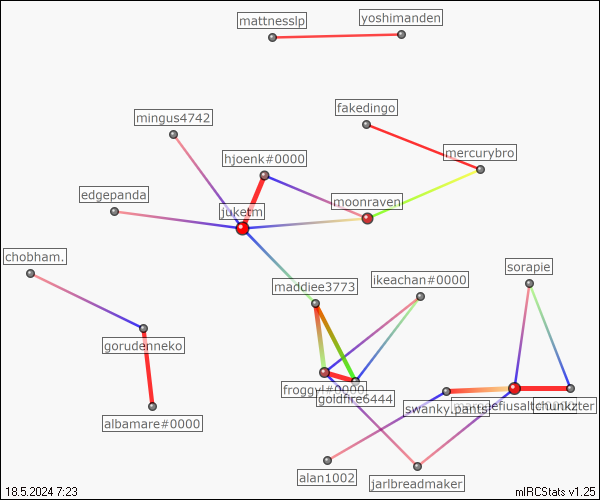 mattnesslp
yoshimanden
fakedingo
mingus4742
mercurybro
hjoenk#0000
edgepanda
moonraven
juketm
chobham.
sorapie
ikeachan#0000
maddiee3773
gorudenneko
froggyl#0000
goldfire6444
swanky.pants
albamare#0000
alan1002
jarlbreadmaker
18.5.2024 7:23
mIRCStats v1.25